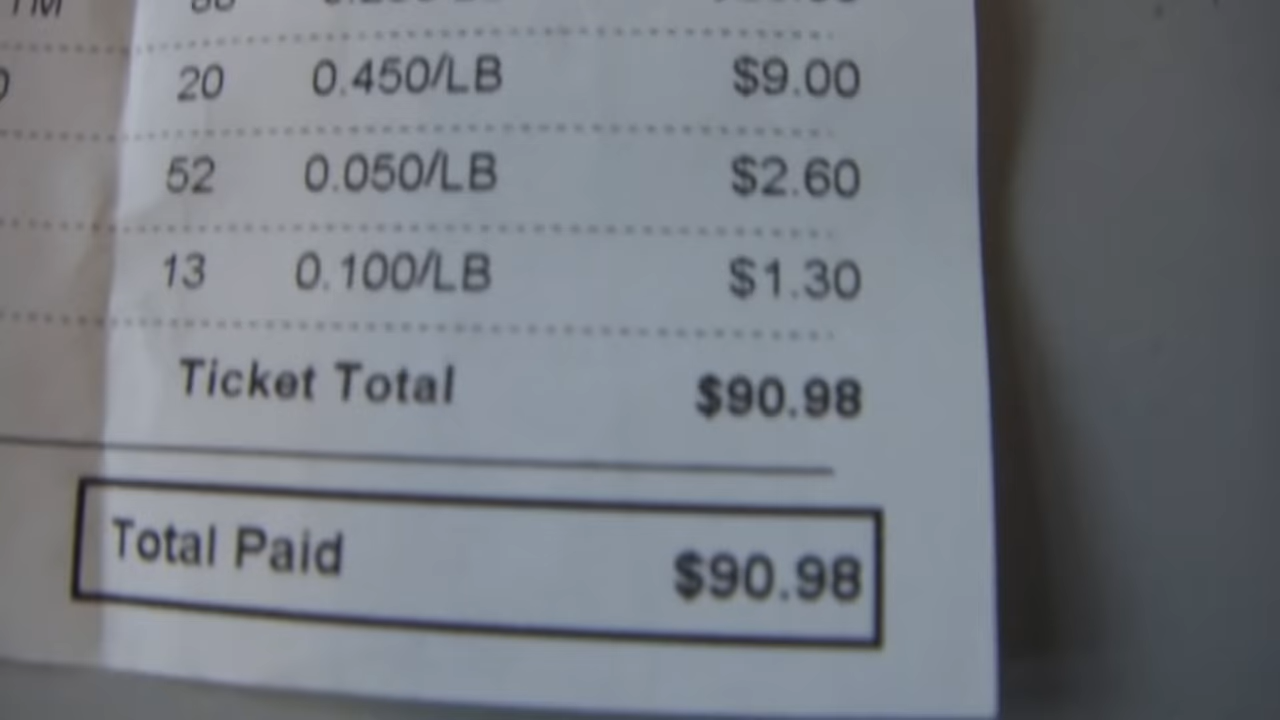 20 0.450/LB $9.00
52 0.050/LB $2.60
13 0.100/LB $1.30
Ticket Total $90.98
Total Paid $90.98